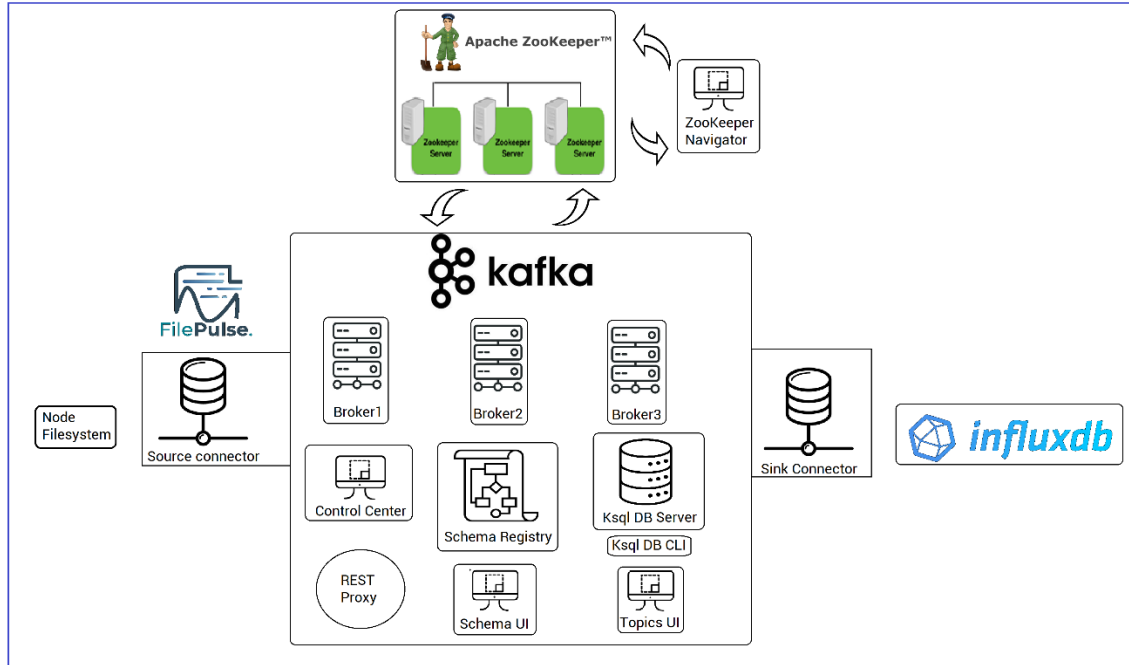 Apache ZooKeeper™
Zookeeper
Server
Zookeeper
Server
Zookeeper
Server
ZooKeeper
Navigator
kafka
FilePulse.
Broker1
Broker2
Broker3
Node
Filesystem
Source connector
Sink Connector
influxdb
Control Center
Schema Registry
Ksql DB Server
Ksql DB CLI
REST
Proxy
Schema UI
Topics UI